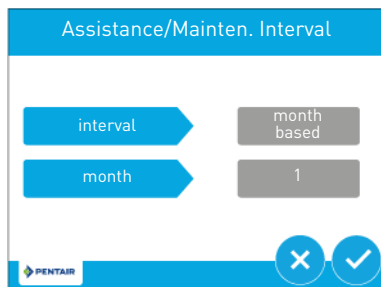 Assistance/Mainten. Interval
interval
month
based
month
1
PENTAIR